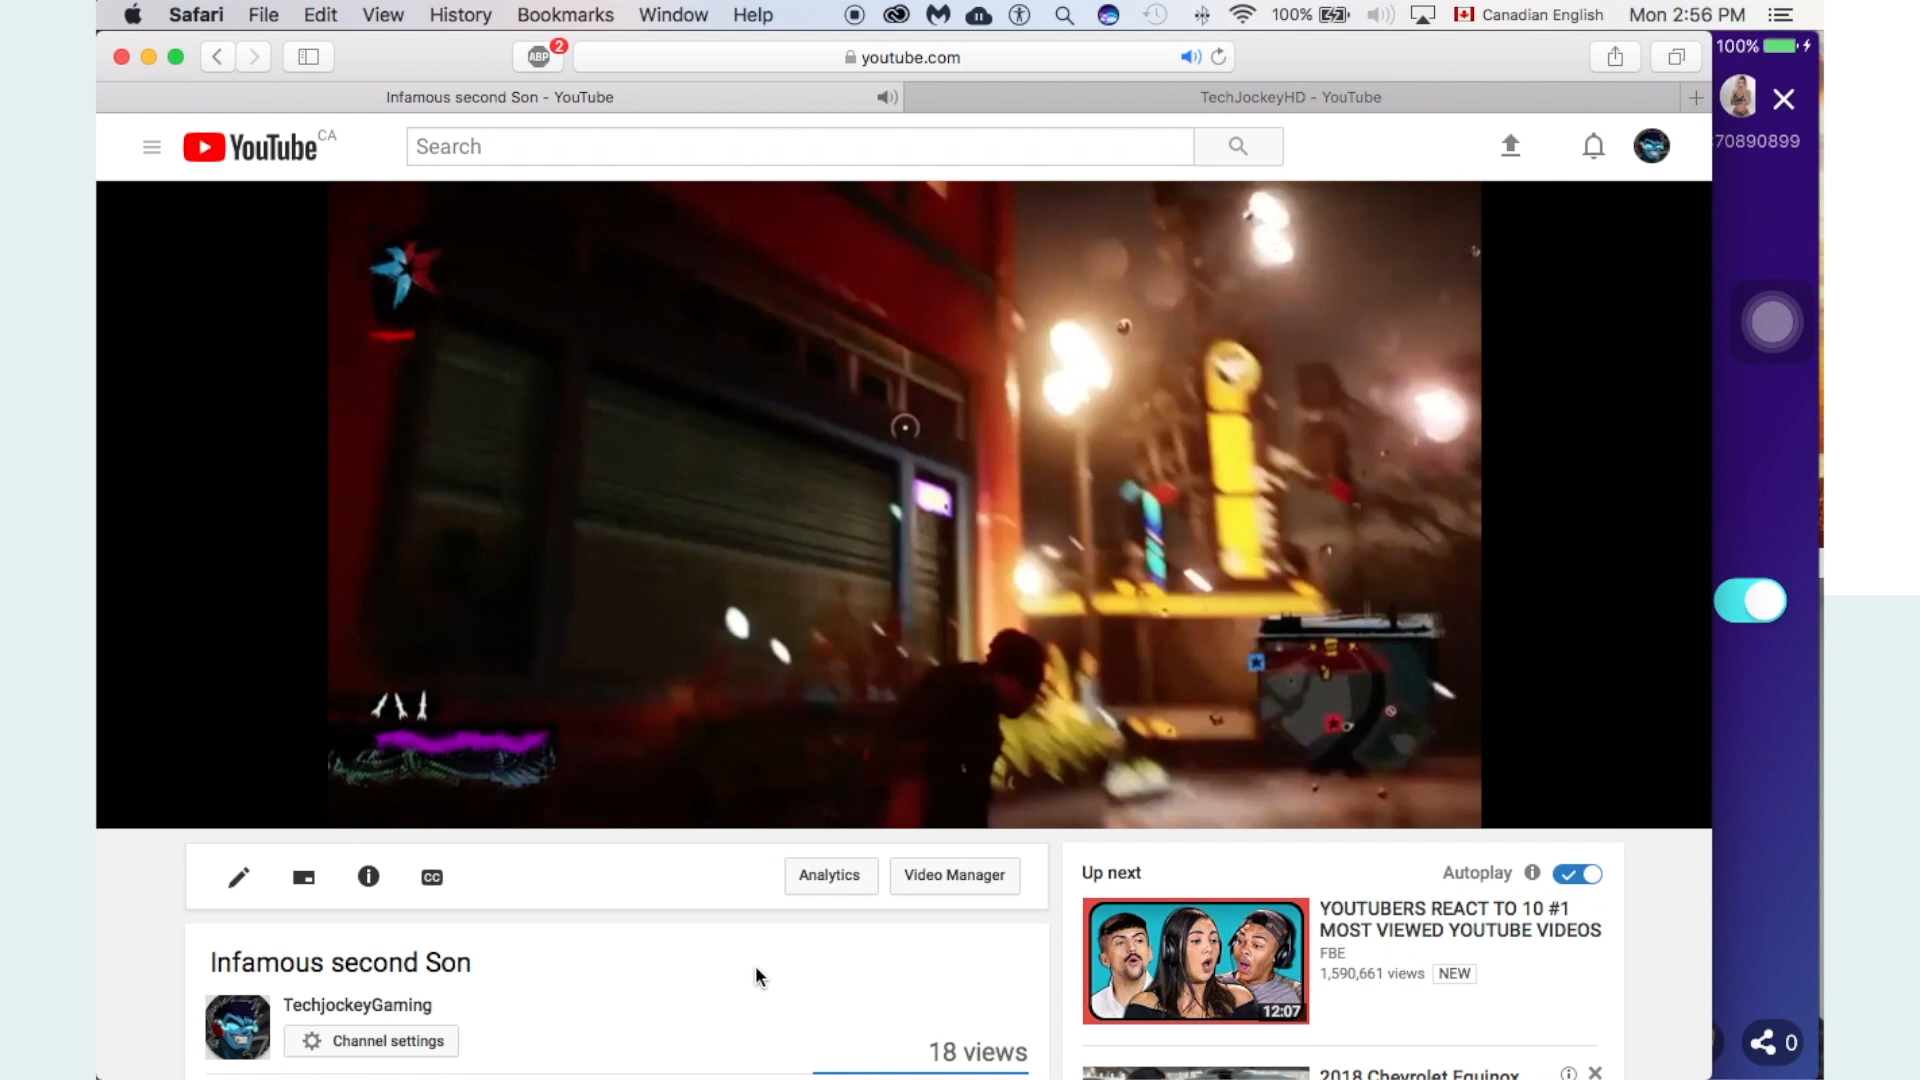 Safari File Edit View History Bookmarks Window Help 100% Canadian English Mon 2:56 PM
ABP 2 youtube.com 100%
Infamous second Son - YouTube TechJockeyHD - YouTube
YouTube CA Search
70890899
Analytics Video Manager
CC
Infamous second Son
TechjockeyGaming
Channel settings
18 views
Up next Autoplay
YOUTUBERS REACT TO 10 #1
MOST VIEWED YOUTUBE VIDEOS
FBE
1,590,661 views NEW
12:07
2018 Chevrolet Equinox
0